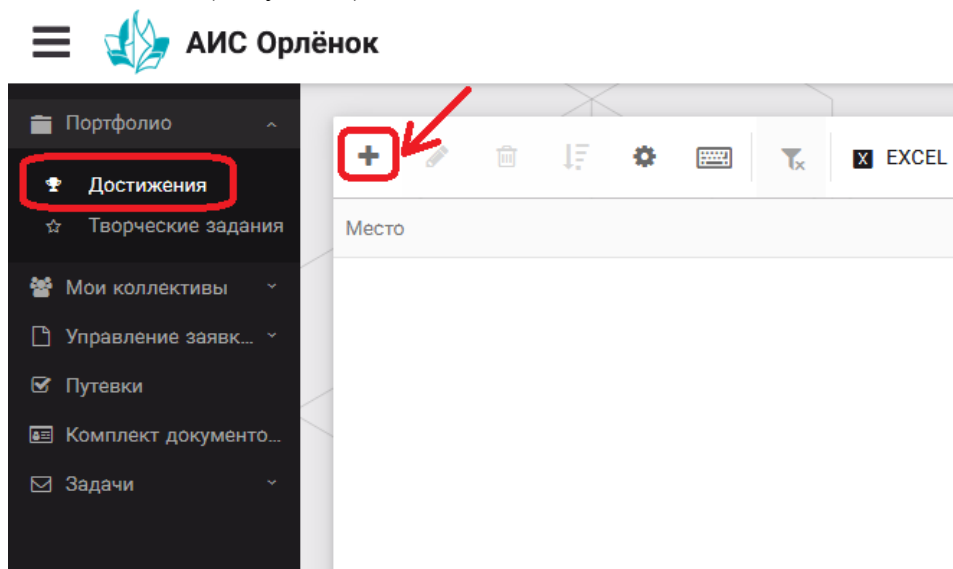 АИС Орлёнок
Портфолио
Достижения
Творческие задания
Мои коллективы
Управление заявк...
Путевки
Комплект документо...
Задачи
X EXCEL
Место